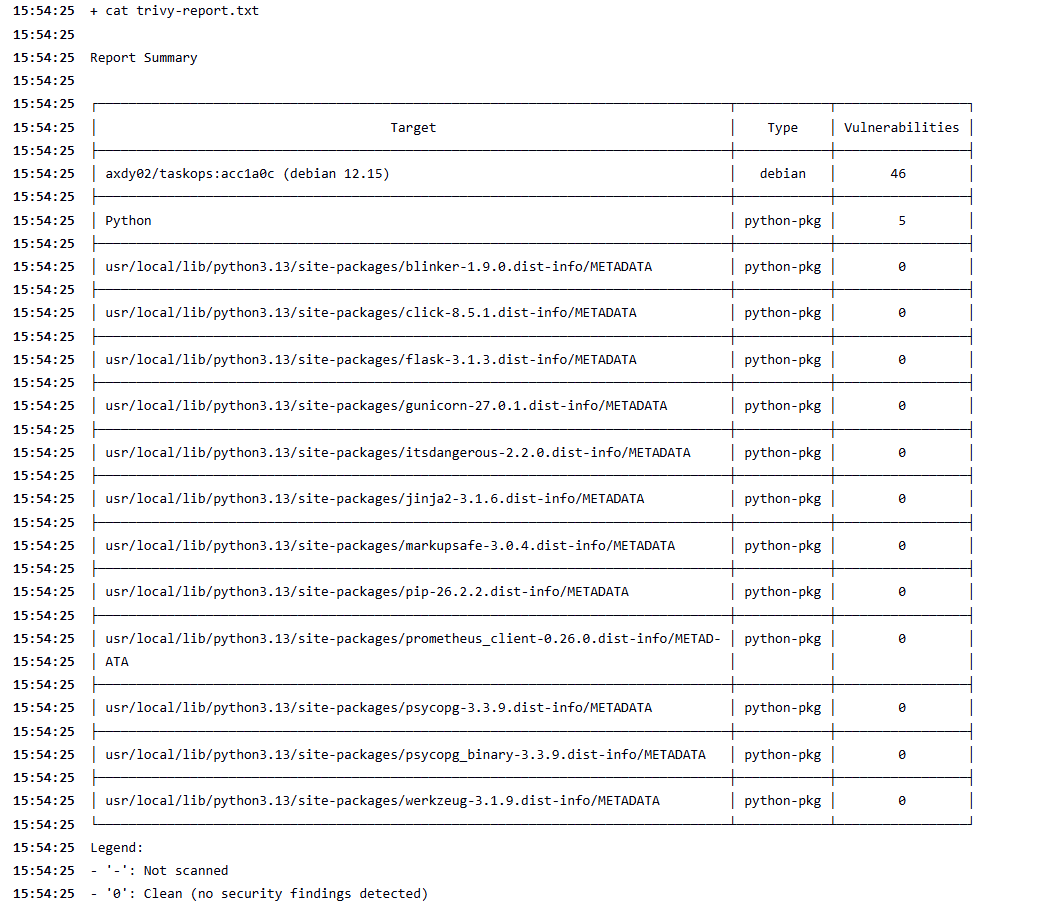 15:54:25 + cat trivy-report.txt
15:54:25
15:54:25 Report Summary
15:54:25
15:54:25
15:54:25 Target Type Vulnerabilities
15:54:25
15:54:25 axdy02/taskops:acc1a0c (debian 12.15) debian 46
15:54:25
15:54:25 Python python-pkg 5
15:54:25
15:54:25 usr/local/lib/python3.13/site-packages/blinker-1.9.0.dist-info/METADATA python-pkg 0
15:54:25
15:54:25 usr/local/lib/python3.13/site-packages/click-8.5.1.dist-info/METADATA python-pkg 0
15:54:25
15:54:25 usr/local/lib/python3.13/site-packages/flask-3.1.3.dist-info/METADATA python-pkg 0
15:54:25
15:54:25 usr/local/lib/python3.13/site-packages/gunicorn-27.0.1.dist-info/METADATA python-pkg 0
15:54:25
15:54:25 usr/local/lib/python3.13/site-packages/itsdangerous-2.2.0.dist-info/METADATA python-pkg 0
15:54:25
15:54:25 usr/local/lib/python3.13/site-packages/jinja2-3.1.6.dist-info/METADATA python-pkg 0
15:54:25
15:54:25 usr/local/lib/python3.13/site-packages/markupsafe-3.0.4.dist-info/METADATA python-pkg 0
15:54:25
15:54:25 usr/local/lib/python3.13/site-packages/pip-26.2.2.dist-info/METADATA python-pkg 0
15:54:25
15:54:25 usr/local/lib/python3.13/site-packages/prometheus_client-0.26.0.dist-info/METAD- python-pkg 0
15:54:25 ATA
15:54:25
15:54:25 usr/local/lib/python3.13/site-packages/psycopg-3.3.9.dist-info/METADATA python-pkg 0
15:54:25
15:54:25 usr/local/lib/python3.13/site-packages/psycopg_binary-3.3.9.dist-info/METADATA python-pkg 0
15:54:25
15:54:25 usr/local/lib/python3.13/site-packages/werkzeug-3.1.9.dist-info/METADATA python-pkg 0
15:54:25
15:54:25 Legend:
15:54:25 - '-': Not scanned
15:54:25 - '0': Clean (no security findings detected)